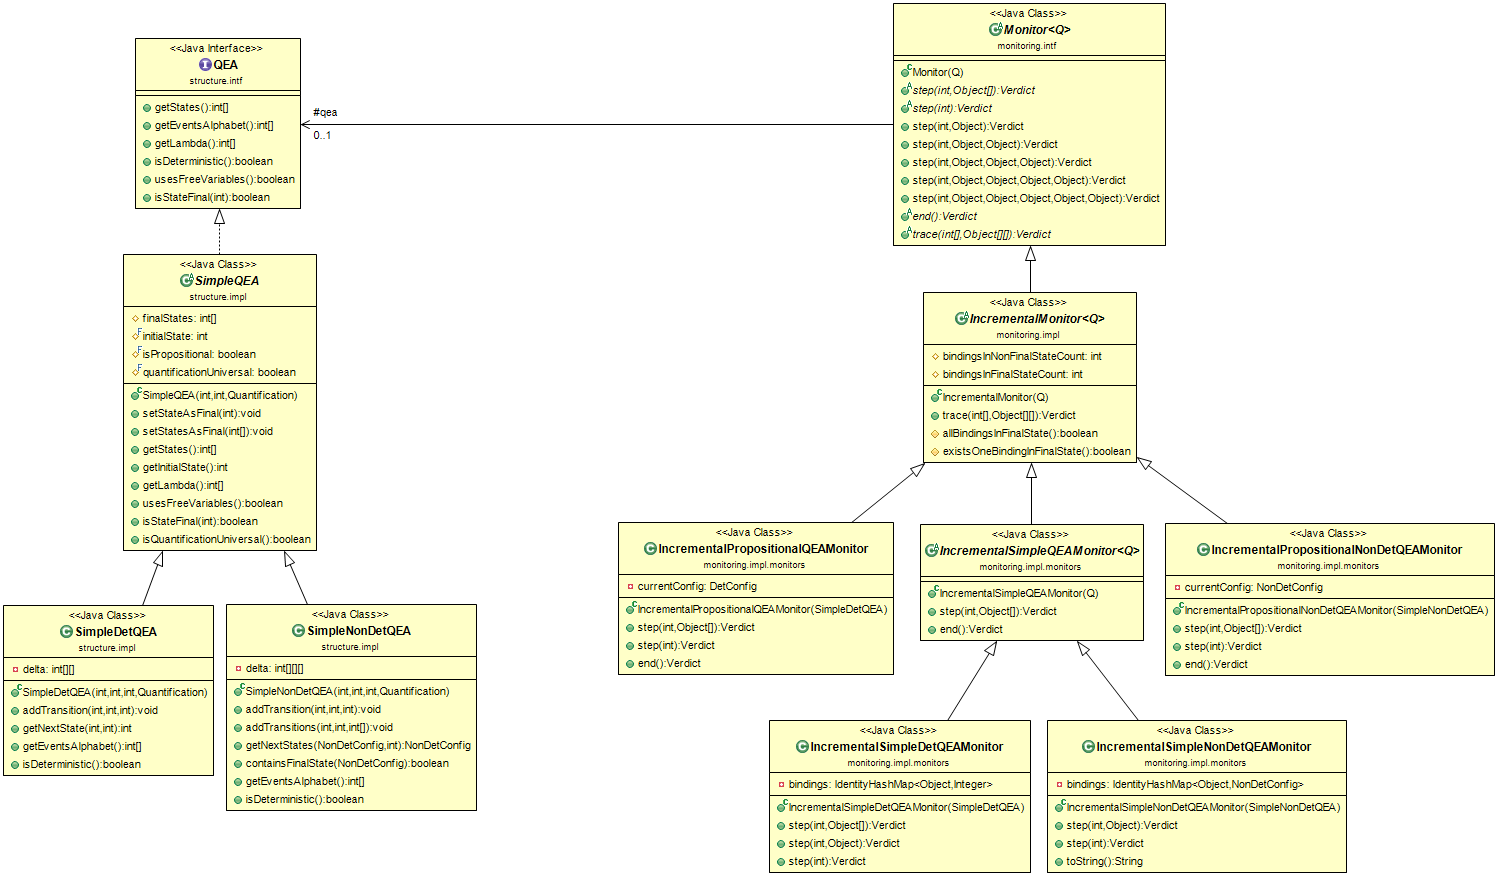 <<Java Interface>>
QEA
structure.intf
getStates():int[]
getEventsAlphabet():int[]
getLambda():int[]
isDeterministic():boolean
usesFreeVariables():boolean
isStateFinal(int):boolean
#qea
0..1
<<Java Class>>
Monitor<Q>
monitoring.intf
Monitor(Q)
step(int,Object[]):Verdict
step(int):Verdict
step(int,Object):Verdict
step(int,Object,Object):Verdict
step(int,Object,Object,Object):Verdict
step(int,Object,Object,Object,Object):Verdict
step(int,Object,Object,Object,Object,Object):Verdict
end():Verdict
trace(int[],Object[][]):Verdict
<<Java Class>>
SimpleQEA
structure.impl
finalStates: int[]
initialState: int
isPropositional: boolean
quantificationUniversal: boolean
SimpleQEA(int,int,Quantification)
setStateAsFinal(int):void
setStatesAsFinal(int[]):void
getStates():int[]
getInitialState():int
getLambda():int[]
usesFreeVariables():boolean
isStateFinal(int):boolean
isQuantificationUniversal():boolean
<<Java Class>>
IncrementalMonitor<Q>
monitoring.impl
bindingsInNonFinalStateCount: int
bindingsInFinalStateCount: int
IncrementalMonitor(Q)
trace(int[],Object[][]):Verdict
allBindingsInFinalState():boolean
existsOneBindingInFinalState():boolean
<<Java Class>>
IncrementalPropositionalQEAMonitor
monitoring.impl.monitors
currentConfig: DetConfig
IncrementalPropositionalQEAMonitor(SimpleDetQEA)
step(int,Object[]):Verdict
step(int):Verdict
end():Verdict
<<Java Class>>
IncrementalSimpleQEAMonitor<Q>
monitoring.impl.monitors
IncrementalSimpleQEAMonitor(Q)
step(int,Object[]):Verdict
end():Verdict
<<Java Class>>
IncrementalPropositionalNonDetQEAMonitor
monitoring.impl.monitors
currentConfig: NonDetConfig
IncrementalPropositionalNonDetQEAMonitor(SimpleNonDetQEA)
step(int,Object[]):Verdict
step(int):Verdict
end():Verdict
<<Java Class>>
SimpleDetQEA
structure.impl
delta: int[][]
SimpleDetQEA(int,int,int,Quantification)
addTransition(int,int,int):void
getNextState(int,int):int
getEventsAlphabet():int[]
isDeterministic():boolean
<<Java Class>>
SimpleNonDetQEA
structure.impl
delta: int[][][]
SimpleNonDetQEA(int,int,int,Quantification)
addTransition(int,int,int):void
addTransitions(int,int,int[]):void
getNextStates(NonDetConfig,int):NonDetConfig
containsFinalState(NonDetConfig):boolean
getEventsAlphabet():int[]
isDeterministic():boolean
<<Java Class>>
IncrementalSimpleDetQEAMonitor
monitoring.impl.monitors
bindings: IdentityHashMap<Object,Integer>
IncrementalSimpleDetQEAMonitor(SimpleDetQEA)
step(int,Object[]):Verdict
step(int,Object):Verdict
step(int):Verdict
<<Java Class>>
IncrementalSimpleNonDetQEAMonitor
monitoring.impl.monitors
bindings: IdentityHashMap<Object,NonDetConfig>
IncrementalSimpleNonDetQEAMonitor(SimpleNonDetQEA)
step(int,Object):Verdict
step(int):Verdict
toString():String